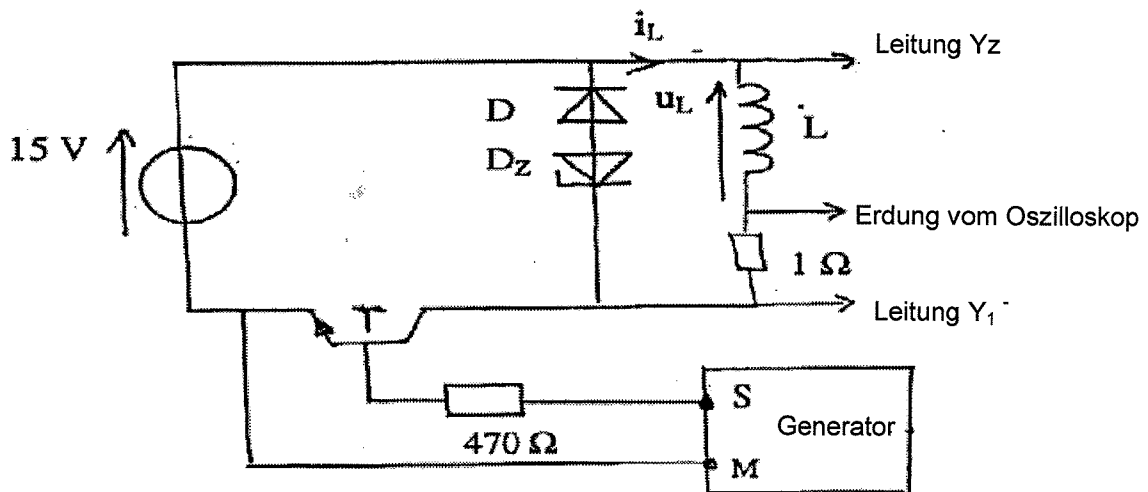 i_L
Leitung Yz
D
u_L
L
15 V
D_Z
Erdung vom Oszilloskop
1 Ω
T
Leitung Y₁
S
Generator
470 Ω
M